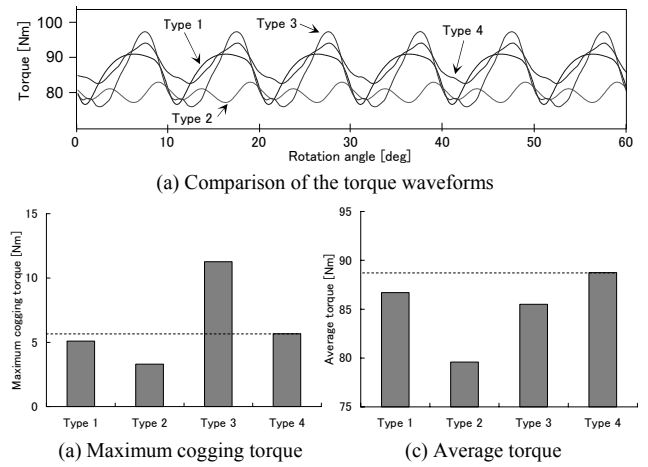 Type 1
Type 3
Type 4
Type 2
Torque [Nm]
100
90
80
0
10
20
30
40
50
60
Rotation angle [deg]
(a) Comparison of the torque waveforms
Maximum cogging torque [Nm]
15
10
5
0
Type 1 Type 2 Type 3 Type 4
(a) Maximum cogging torque
Average torque [Nm]
95
90
85
80
75
Type 1 Type 2 Type 3 Type 4
(c) Average torque